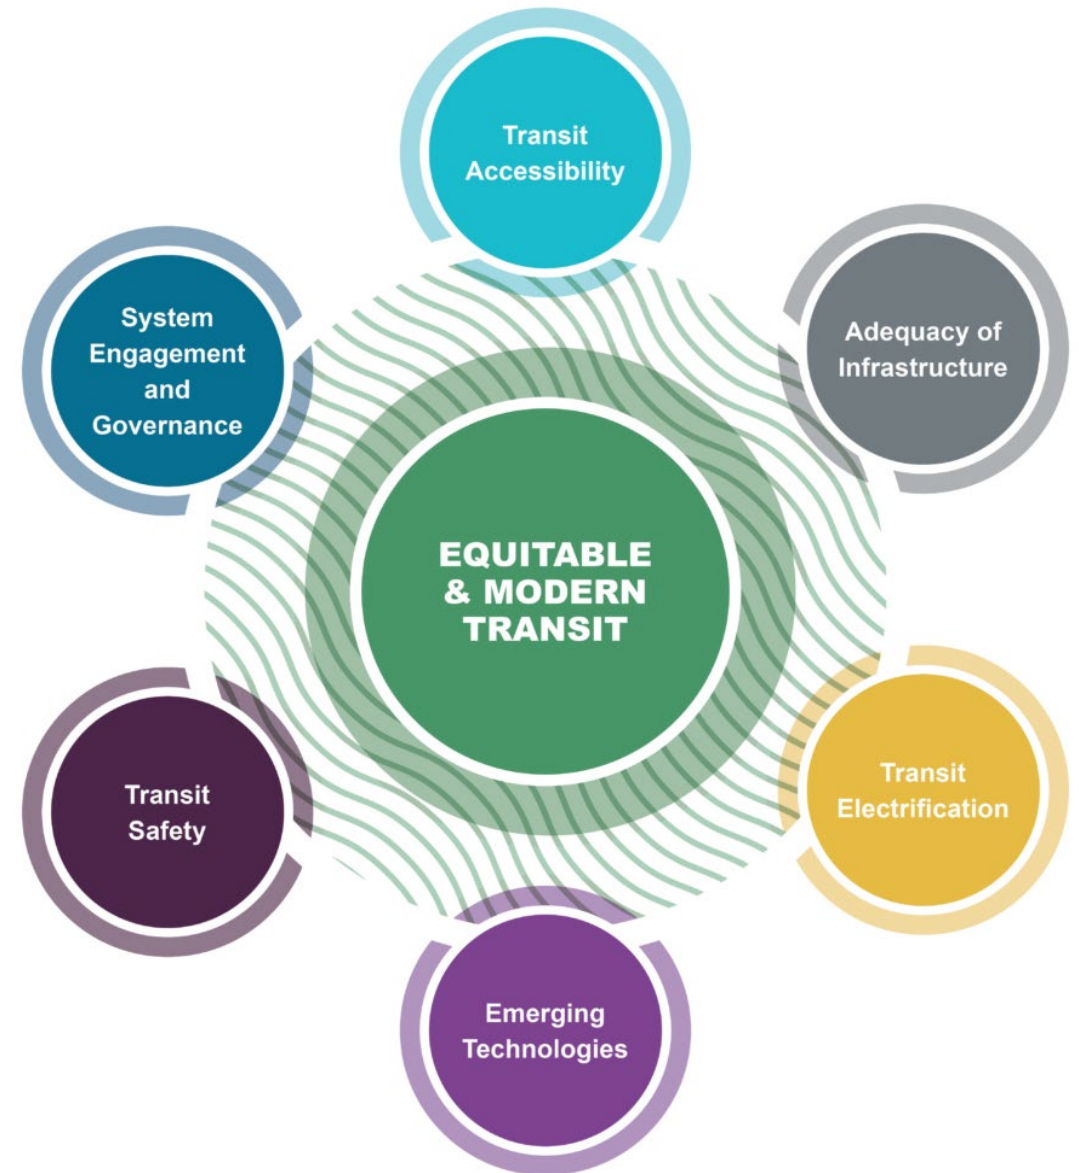 Transit
Accessibility
Adequacy of
Infrastructure
System
Engagement
and
Governance
EQUITABLE
& MODERN
TRANSIT
Transit
Electrification
Transit
Safety
Emerging
Technologies